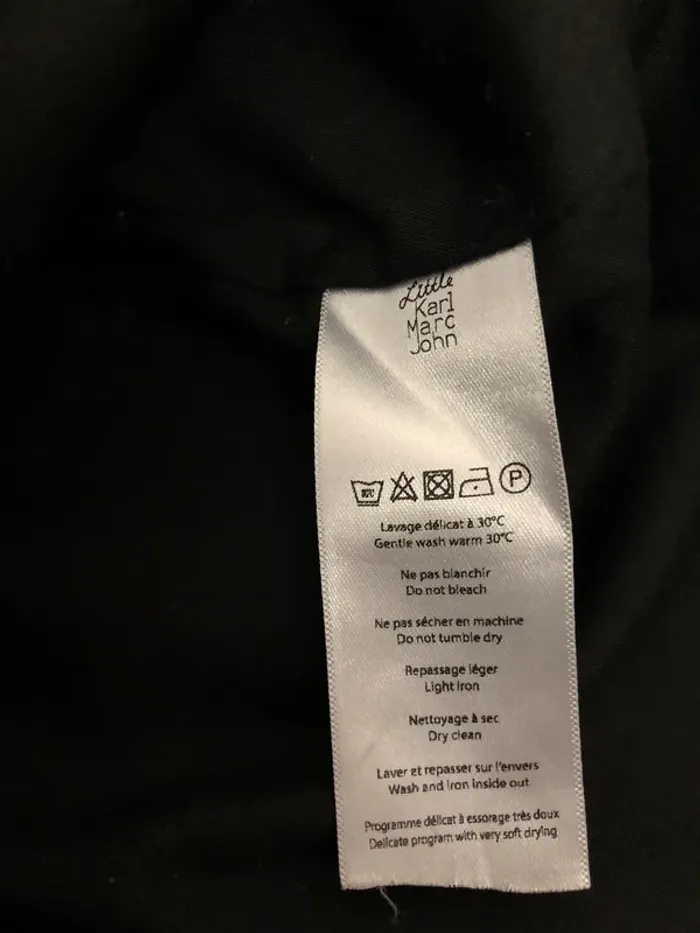 Little
Karl
Marc
John
30°C
P
Lavage délicat à 30°C
Gentle wash warm 30°C
Ne pas blanchir
Do not bleach
Ne pas sécher en machine
Do not tumble dry
Repassage léger
Light Iron
Nettoyage à sec
Dry clean
Laver et repasser sur l'envers
Wash and Iron inside out
Programme délicat à essorage très doux
Delicate program with very soft drying